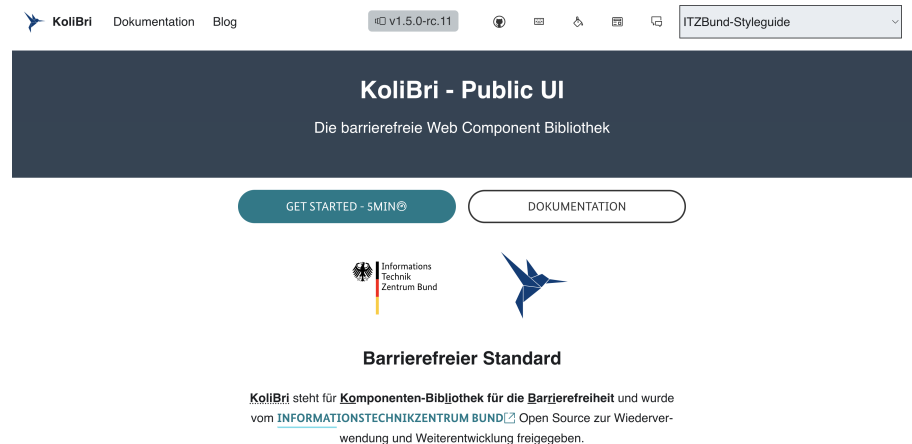 KoliBri Dokumentation Blog v1.5.0-rc.11 ITZBund-Styleguide
KoliBri - Public UI
Die barrierefreie Web Component Bibliothek
GET STARTED - 5MIN DOKUMENTATION
Informations
Technik
Zentrum Bund
Barrierefreier Standard
KoliBri steht für Komponenten-Bibliothek für die Barrierefreiheit und wurde
vom INFORMATIONSTECHNIKZENTRUM BUND Open Source zur Wiederver-
wendung und Weiterentwicklung freigegeben.